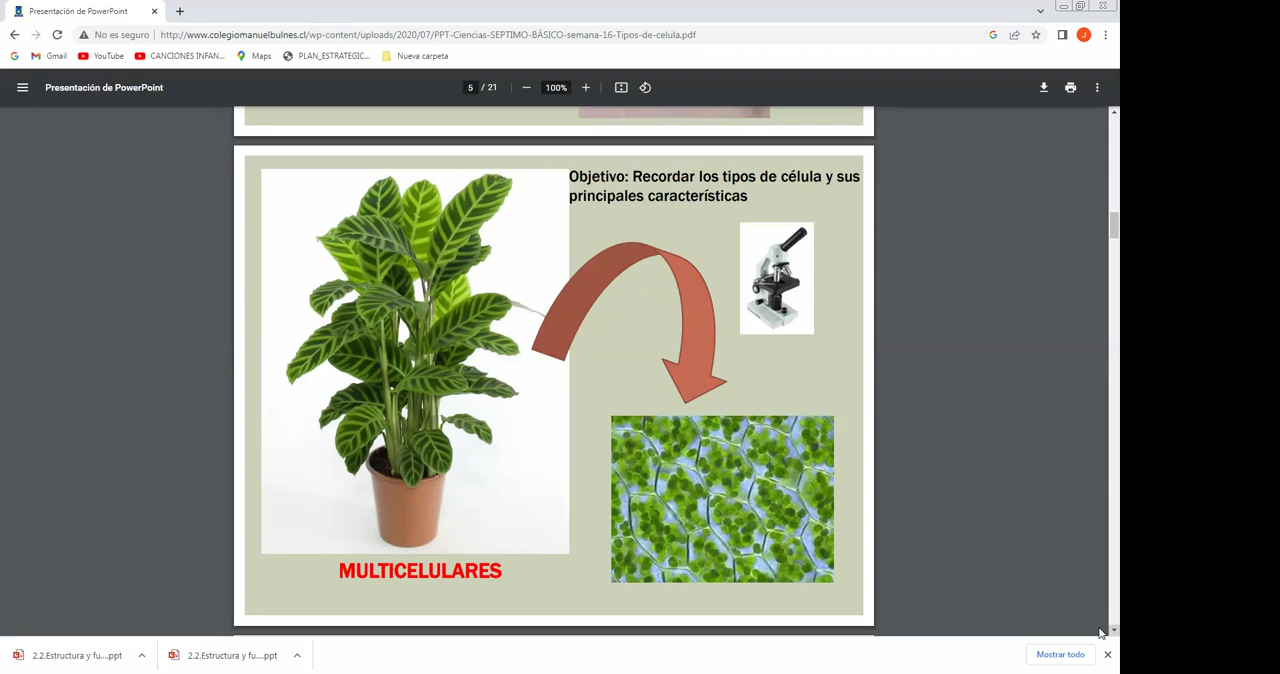 Presentación de PowerPoint
No es seguro | http://www.colegiomanuelbulnes.cl/wp-content/uploads/2020/07/PPT-Ciencias-SEPTIMO-BÁSICO-semana-16-Tipos-de-celula.pdf
J
Gmail YouTube CANCIONES INFAN... Maps PLAN_ESTRATEGIC... Nueva carpeta
Presentación de PowerPoint 5 / 21 100%
Objetivo: Recordar los tipos de célula y sus
principales características
MULTICELULARES
2.2.Estructura y fu....ppt 2.2.Estructura y fu....ppt Mostrar todo